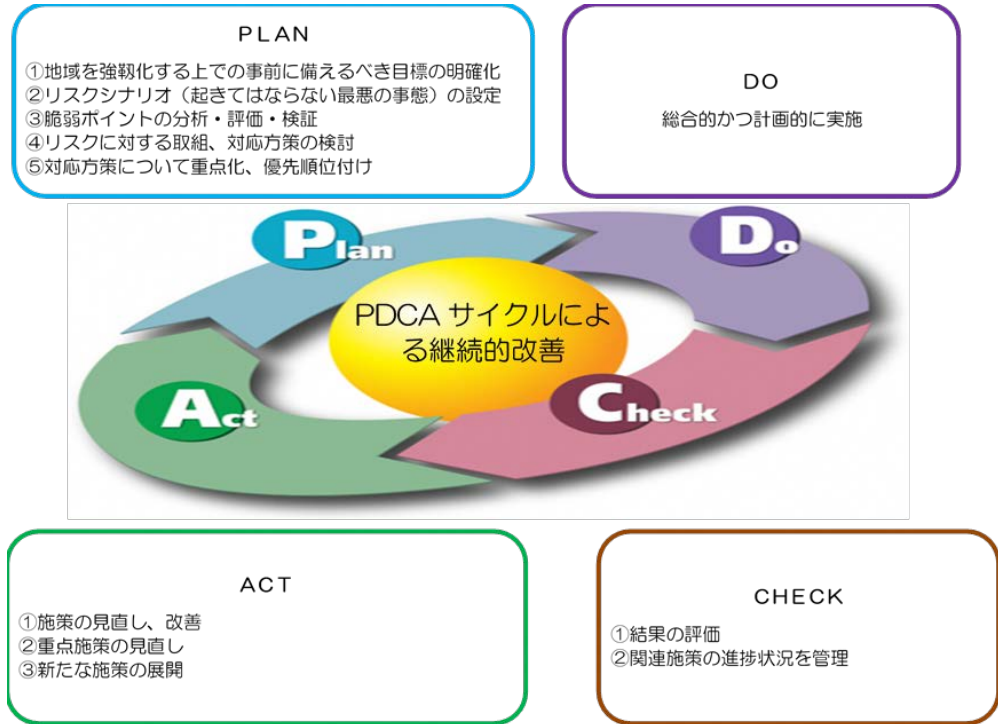 PLAN
①地域を強靱化する上での事前に備えるべき目標の明確化
②リスクシナリオ（起きてはならない最悪の事態）の設定
③脆弱ポイントの分析・評価・検証
④リスクに対する取組、対応方策の検討
⑤対応方策について重点化、優先順位付け
DO
総合的かつ計画的に実施
Plan
Do
PDCA サイクルによ
る継続的改善
Act
Check
ACT
①施策の見直し、改善
②重点施策の見直し
③新たな施策の展開
CHECK
①結果の評価
②関連施策の進捗状況を管理